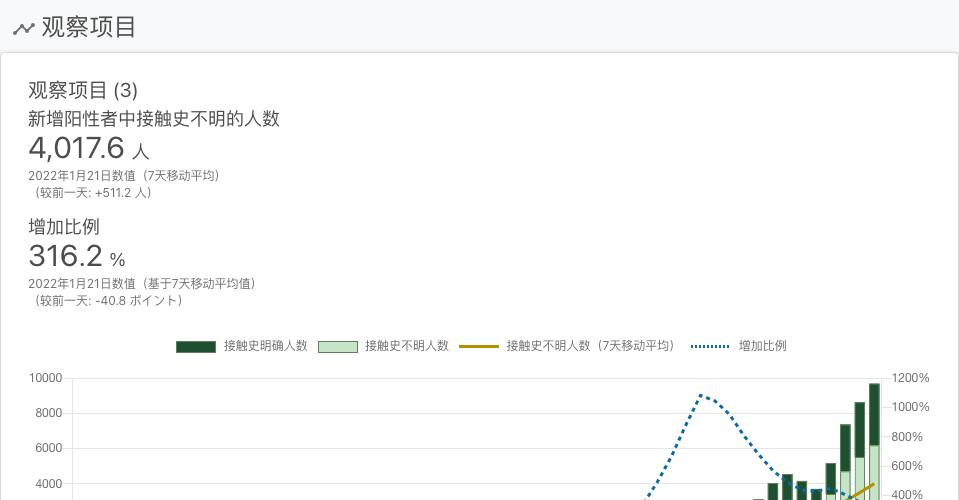 观察项目
观察项目 (3)
新增阳性者中接触史不明的人数
4,017.6 人
2022年1月21日数值（7天移动平均）
（较前一天: +511.2 人）
增加比例
316.2 %
2022年1月21日数值（基于7天移动平均值）
（较前一天: -40.8 ポイント）
接触史明确人数 接触史不明人数 接触史不明人数（7天移动平均） 增加比例
10000 1200%
8000 1000%
6000 800%
600%
4000 400%